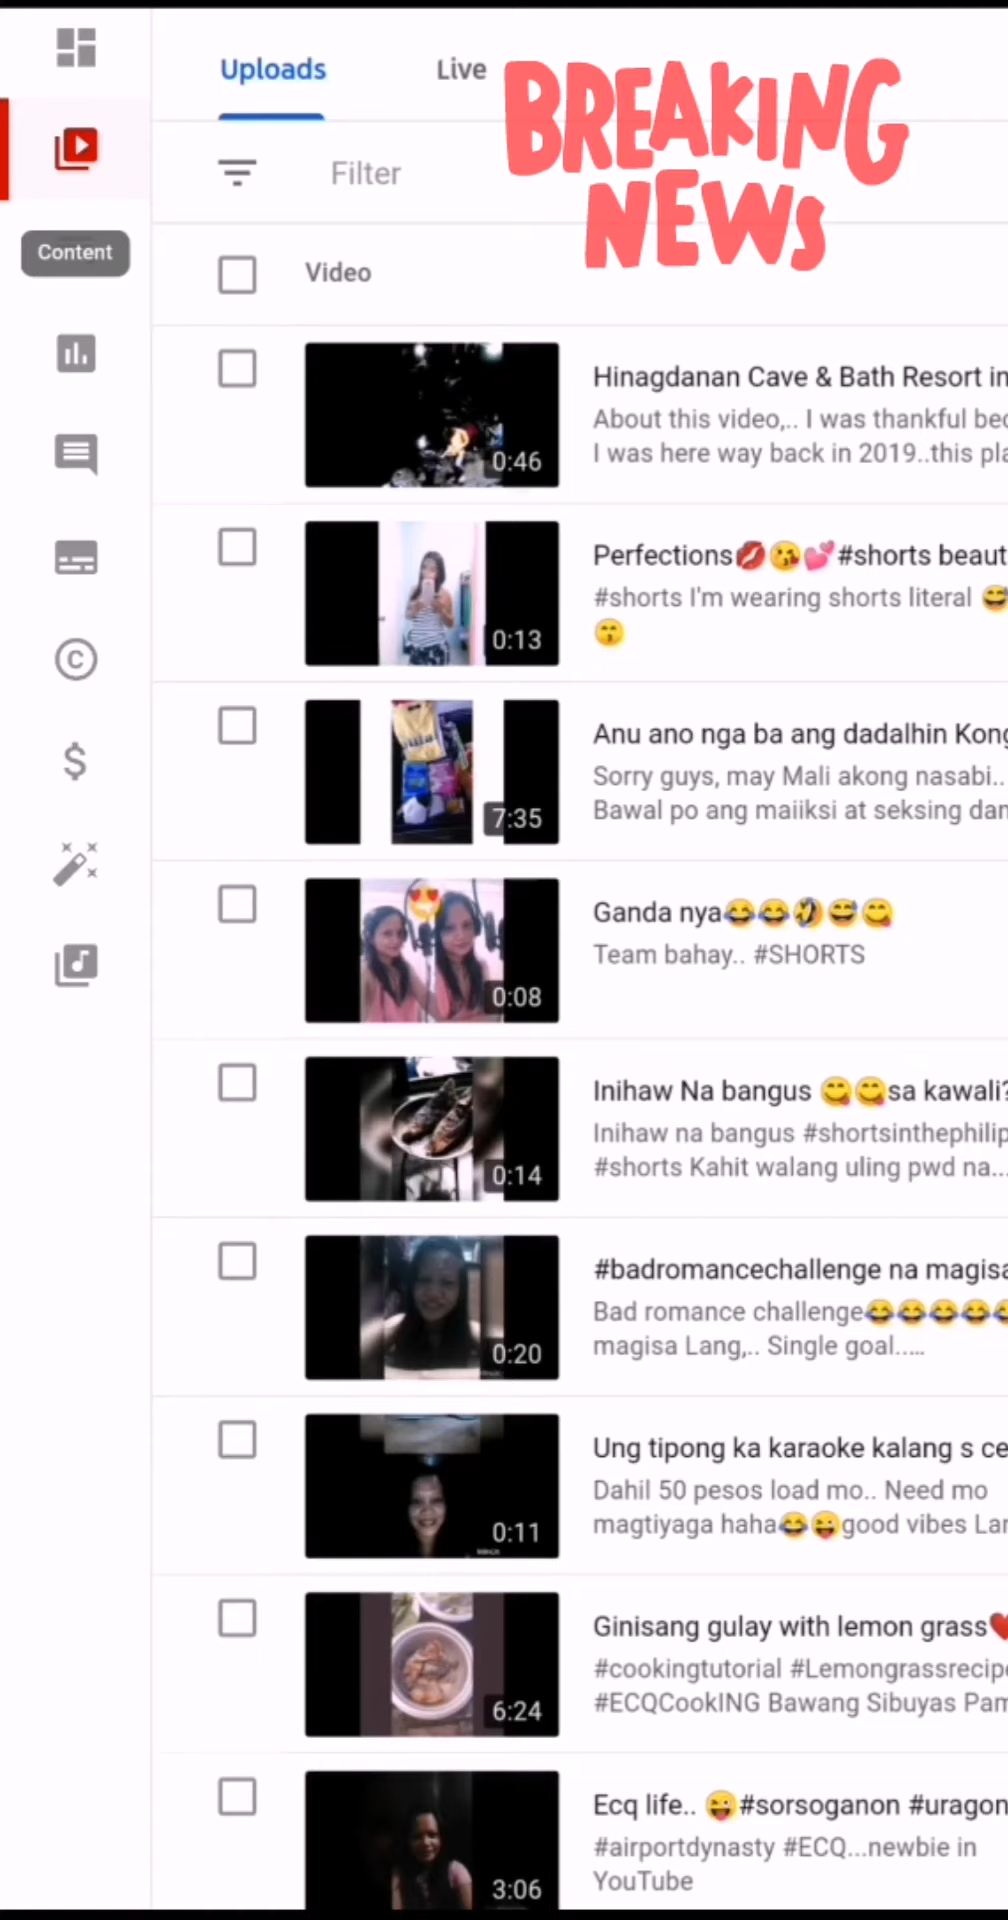 Uploads
Live
BREAKING
NEWS
Filter
Content
Video
Hinagdanan Cave & Bath Resort in
About this video,.. I was thankful bec
I was here way back in 2019..this pla
0:46
Perfections💋😘💕#shorts beaut
#shorts I'm wearing shorts literal 😅
😙
0:13
Anu ano nga ba ang dadalhin Kong
Sorry guys, may Mali akong nasabi..
Bawal po ang maiiksi at seksing dam
7:35
Ganda nya😂😂🤣😅😋
Team bahay.. #SHORTS
0:08
Inihaw Na bangus 😋😋sa kawali?
Inihaw na bangus #shortsinthephilip
#shorts Kahit walang uling pwd na...
0:14
#badromancechallenge na magisa
Bad romance challenge😂😂😂😂😂
magisa Lang,.. Single goal.....
0:20
Ung tipong ka karaoke kalang s ce
Dahil 50 pesos load mo.. Need mo
magtiyaga haha😂😜good vibes Lan
0:11
Ginisang gulay with lemon grass❤
#cookingtutorial #Lemongrassrecipe
#ECQCookING Bawang Sibuyas Pam
6:24
Ecq life.. 😜#sorsoganon #uragon
#airportdynasty #ECQ...newbie in
YouTube
3:06